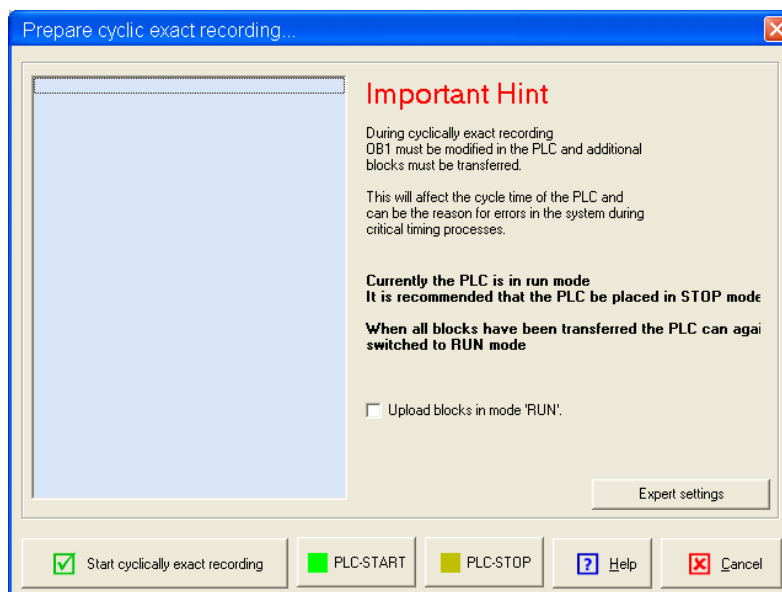 Prepare cyclic exact recording...
Important Hint
During cyclically exact recording
OB1 must be modified in the PLC and additional
blocks must be transferred.
This will affect the cycle time of the PLC and
can be the reason for errors in the system during
critical timing processes.
Currently the PLC is in run mode
It is recommended that the PLC be placed in STOP mode
When all blocks have been transferred the PLC can agai
switched to RUN mode
Upload blocks in mode 'RUN'.
Expert settings
Start cyclically exact recording
PLC-START
PLC-STOP
Help
Cancel